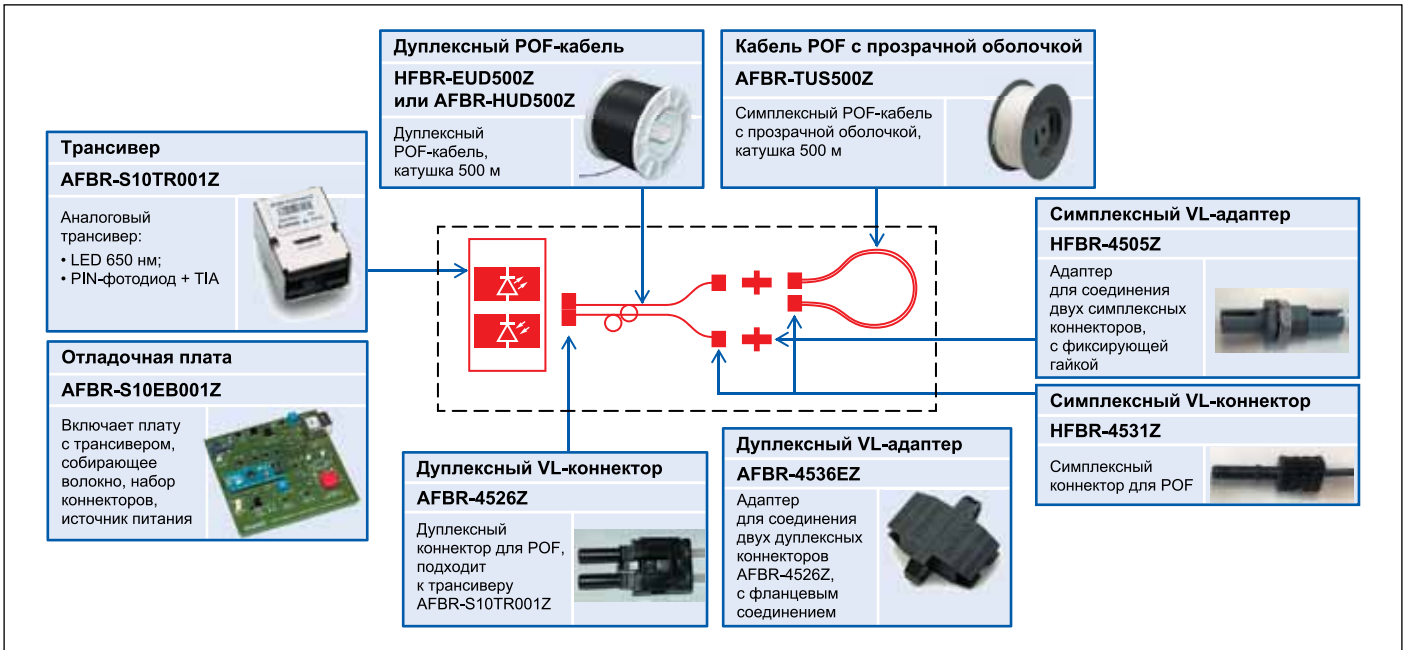 Дуплексный POF-кабель
HFBR-EUD500Z
или AFBR-HUD500Z
Дуплексный
POF-кабель,
катушка 500 м
Кабель POF с прозрачной оболочкой
AFBR-TUS500Z
Симплексный POF-кабель
с прозрачной оболочкой,
катушка 500 м
Трансивер
AFBR-S10TR001Z
Аналоговый
трансивер:
• LED 650 нм;
• PIN-фотодиод + TIA
Симплексный VL-адаптер
HFBR-4505Z
Адаптер
для соединения
двух симплексных
коннекторов,
с фиксирующей
гайкой
Отладочная плата
AFBR-S10EB001Z
Включает плату
с трансивером,
собирающее
волокно, набор
коннекторов,
источник питания
Симплексный VL-коннектор
HFBR-4531Z
Симплексный
коннектор для POF
Дуплексный VL-коннектор
AFBR-4526Z
Дуплексный
коннектор для POF,
подходит
к трансиверу
AFBR-S10TR001Z
Дуплексный VL-адаптер
AFBR-4536EZ
Адаптер
для соединения
двух дуплексных
коннекторов
AFBR-4526Z,
с фланцевым
соединением